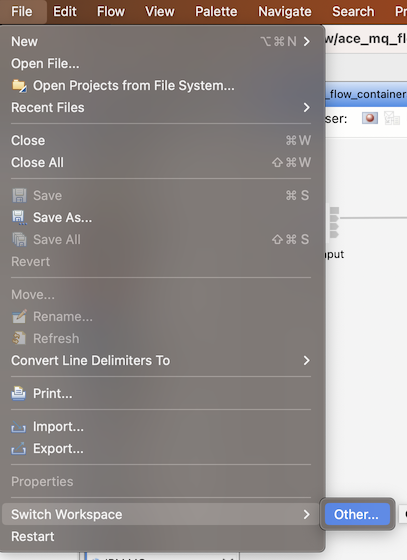 File Edit Flow View Palette Navigate Search
New ⌥⌘N
Open File...
w/ace_mq_fl
Open Projects from File System...
Recent Files
_flow_container
ser:
Close ⌘W
Close All ⇧⌘W
Save ⌘S
Save As...
Save All ⇧⌘S
Revert
nput
Move...
Rename...
Refresh
Convert Line Delimiters To
Print...
Import...
Export...
Properties
Switch Workspace
Other...
Restart